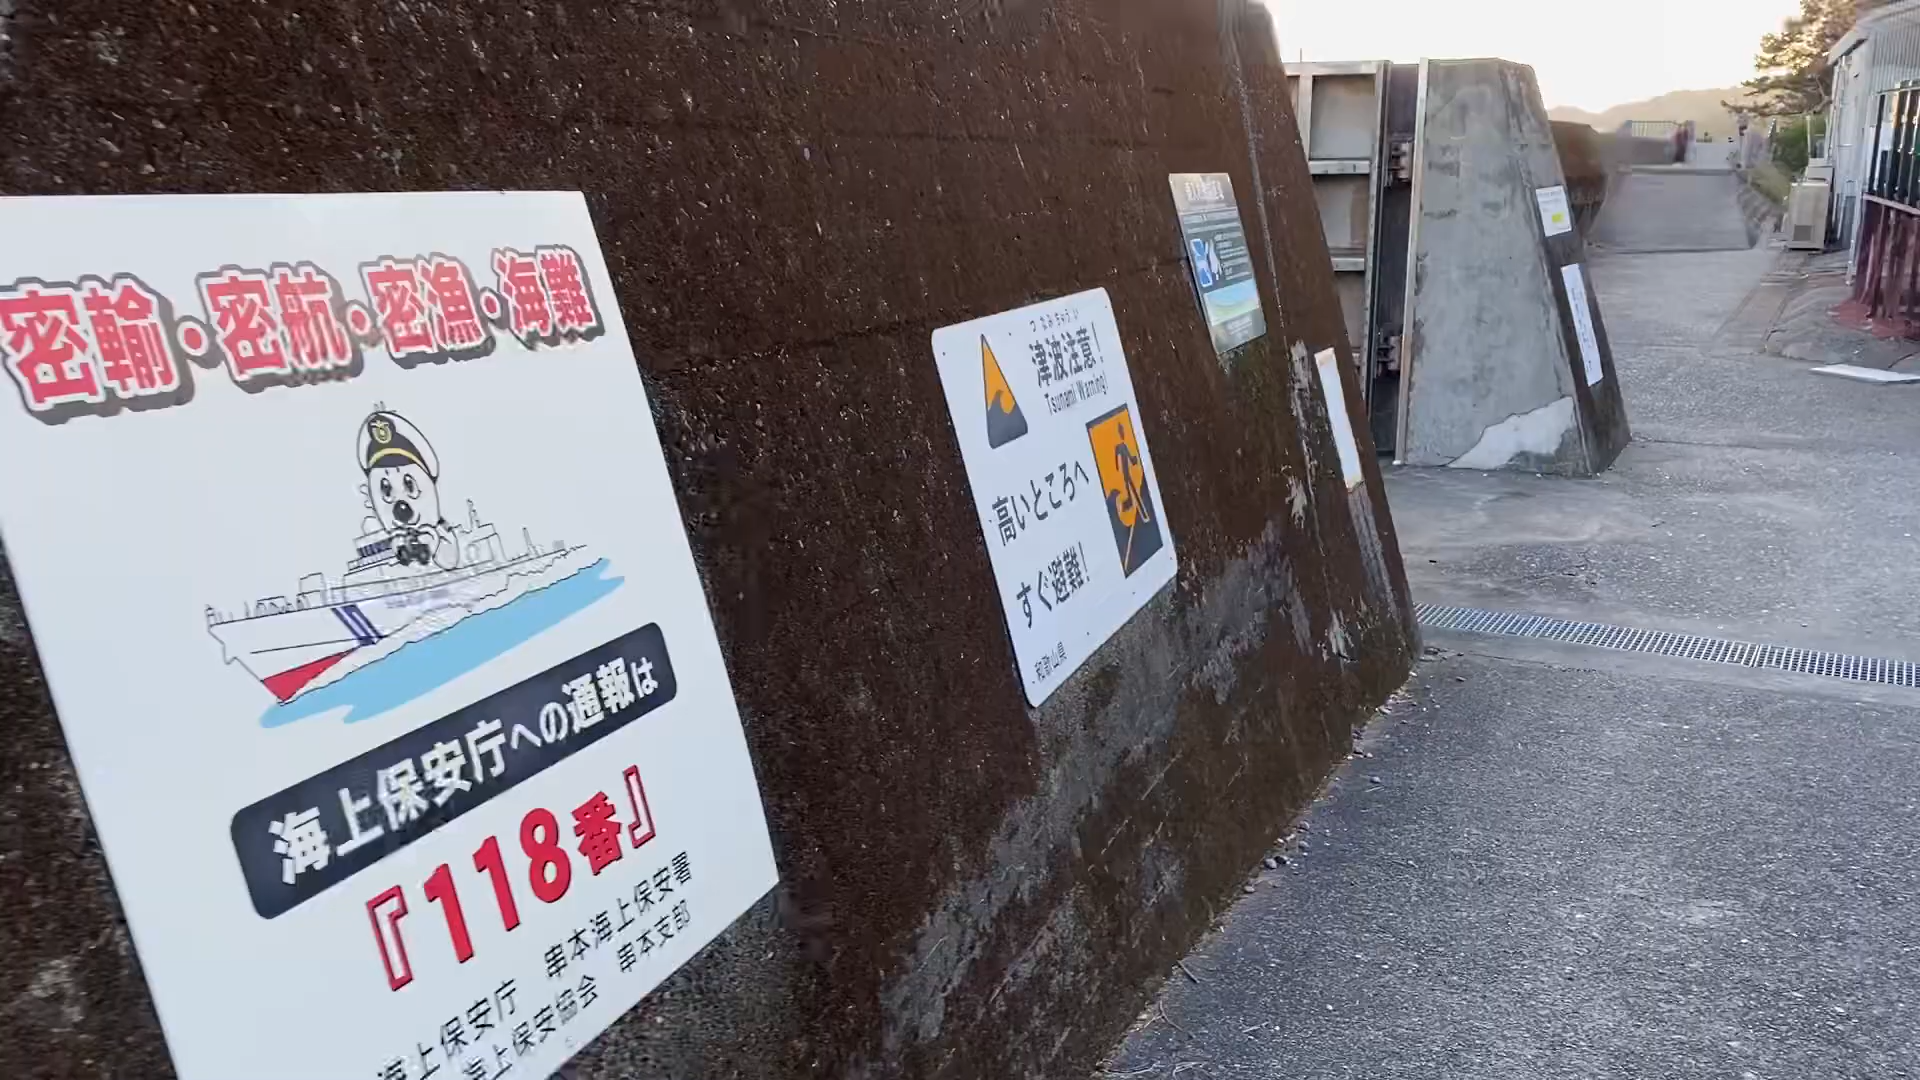 密輸・密航・密漁・海難
海上保安庁への通報は
『118番』
海上保安庁 串本海上保安署
海上保安協会 串本支部
つなみちゅうい
津波注意!
Tsunami Warning!
高いところへ
すぐ避難!
和歌山県